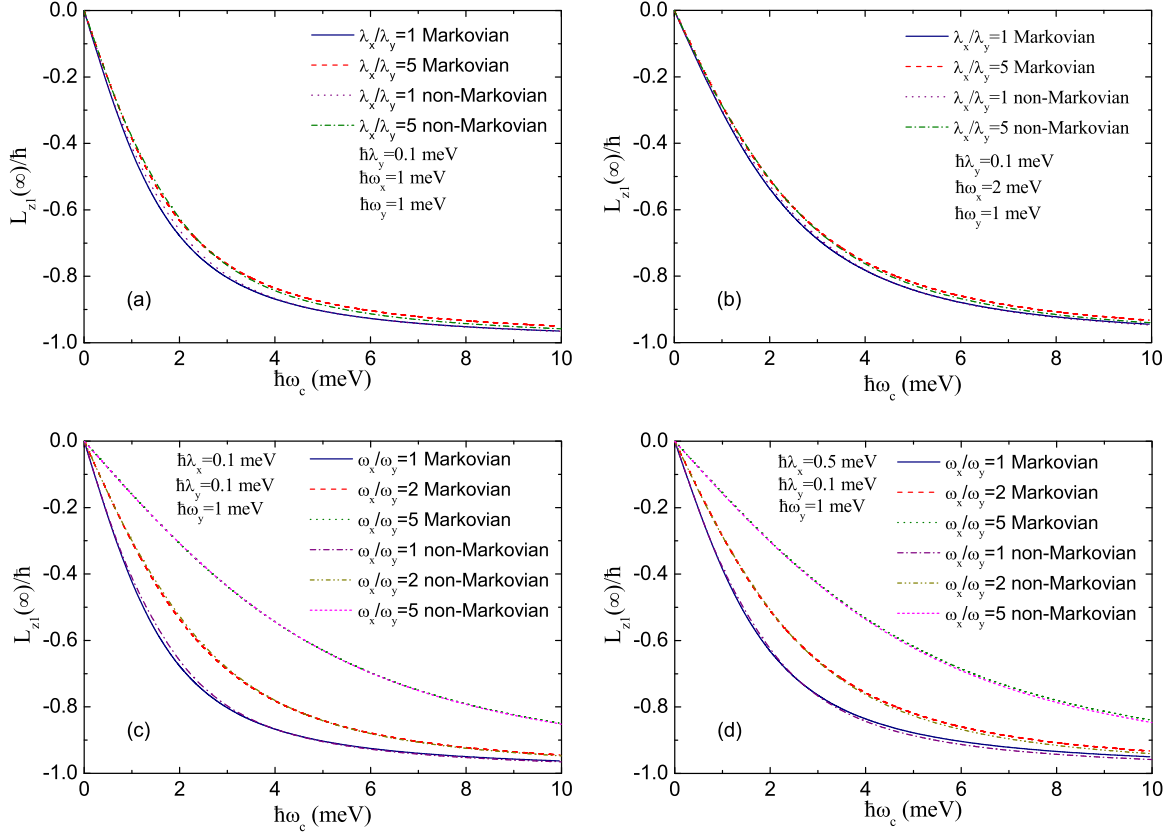 0.0
-0.2
-0.4
-0.6
-0.8
-1.0
L_z1(∞)/ħ
λ_x/λ_y=1 Markovian
λ_x/λ_y=5 Markovian
λ_x/λ_y=1 non-Markovian
λ_x/λ_y=5 non-Markovian
ħλ_y=0.1 meV
ħω_x=1 meV
ħω_y=1 meV
(a)
0 2 4 6 8 10
ħω_c (meV)
0.0
-0.2
-0.4
-0.6
-0.8
-1.0
L_z1(∞)/ħ
λ_x/λ_y=1 Markovian
λ_x/λ_y=5 Markovian
λ_x/λ_y=1 non-Markovian
λ_x/λ_y=5 non-Markovian
ħλ_y=0.1 meV
ħω_x=2 meV
ħω_y=1 meV
(b)
0 2 4 6 8 10
ħω_c (meV)
0.0
-0.2
-0.4
-0.6
-0.8
-1.0
L_z1(∞)/ħ
ħλ_x=0.1 meV
ħλ_y=0.1 meV
ħω_y=1 meV
ω_x/ω_y=1 Markovian
ω_x/ω_y=2 Markovian
ω_x/ω_y=5 Markovian
ω_x/ω_y=1 non-Markovian
ω_x/ω_y=2 non-Markovian
ω_x/ω_y=5 non-Markovian
(c)
0 2 4 6 8 10
ħω_c (meV)
0.0
-0.2
-0.4
-0.6
-0.8
-1.0
L_z1(∞)/ħ
ħλ_x=0.5 meV
ħλ_y=0.1 meV
ħω_y=1 meV
ω_x/ω_y=1 Markovian
ω_x/ω_y=2 Markovian
ω_x/ω_y=5 Markovian
ω_x/ω_y=1 non-Markovian
ω_x/ω_y=2 non-Markovian
ω_x/ω_y=5 non-Markovian
(d)
0 2 4 6 8 10
ħω_c (meV)